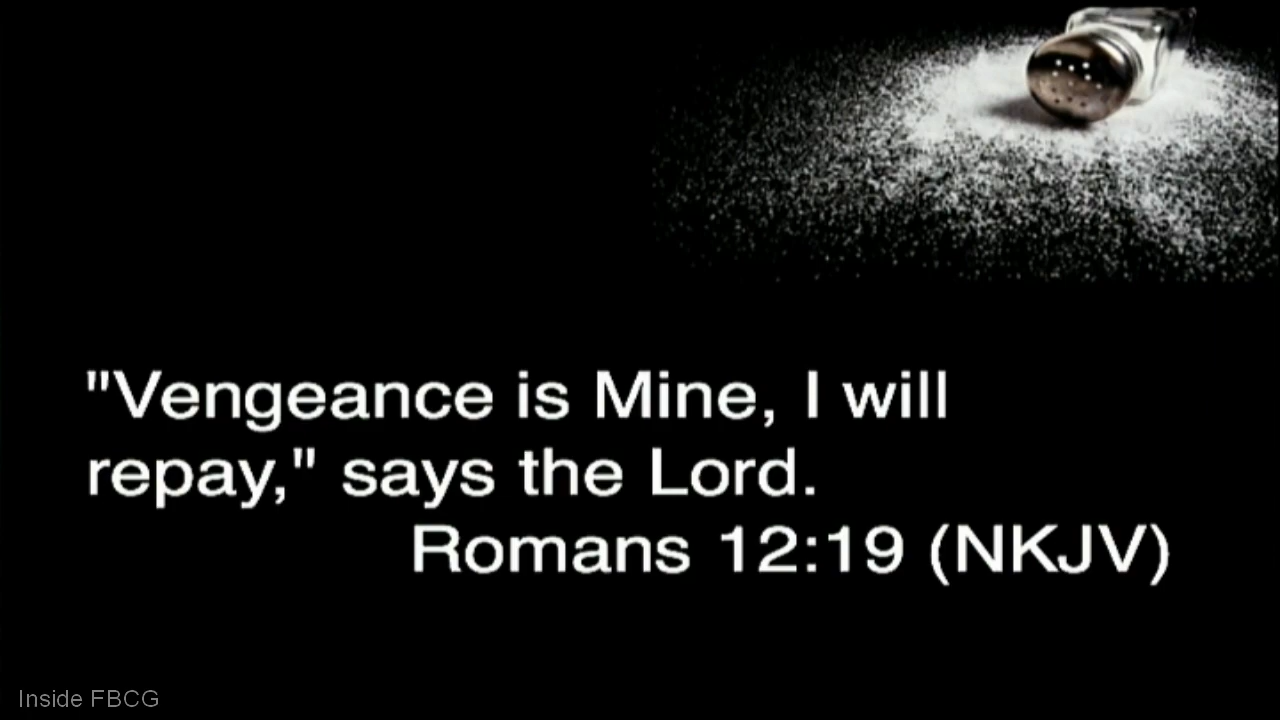 "Vengeance is Mine, I will
repay," says the Lord.
Romans 12:19 (NKJV)
Inside FBCG